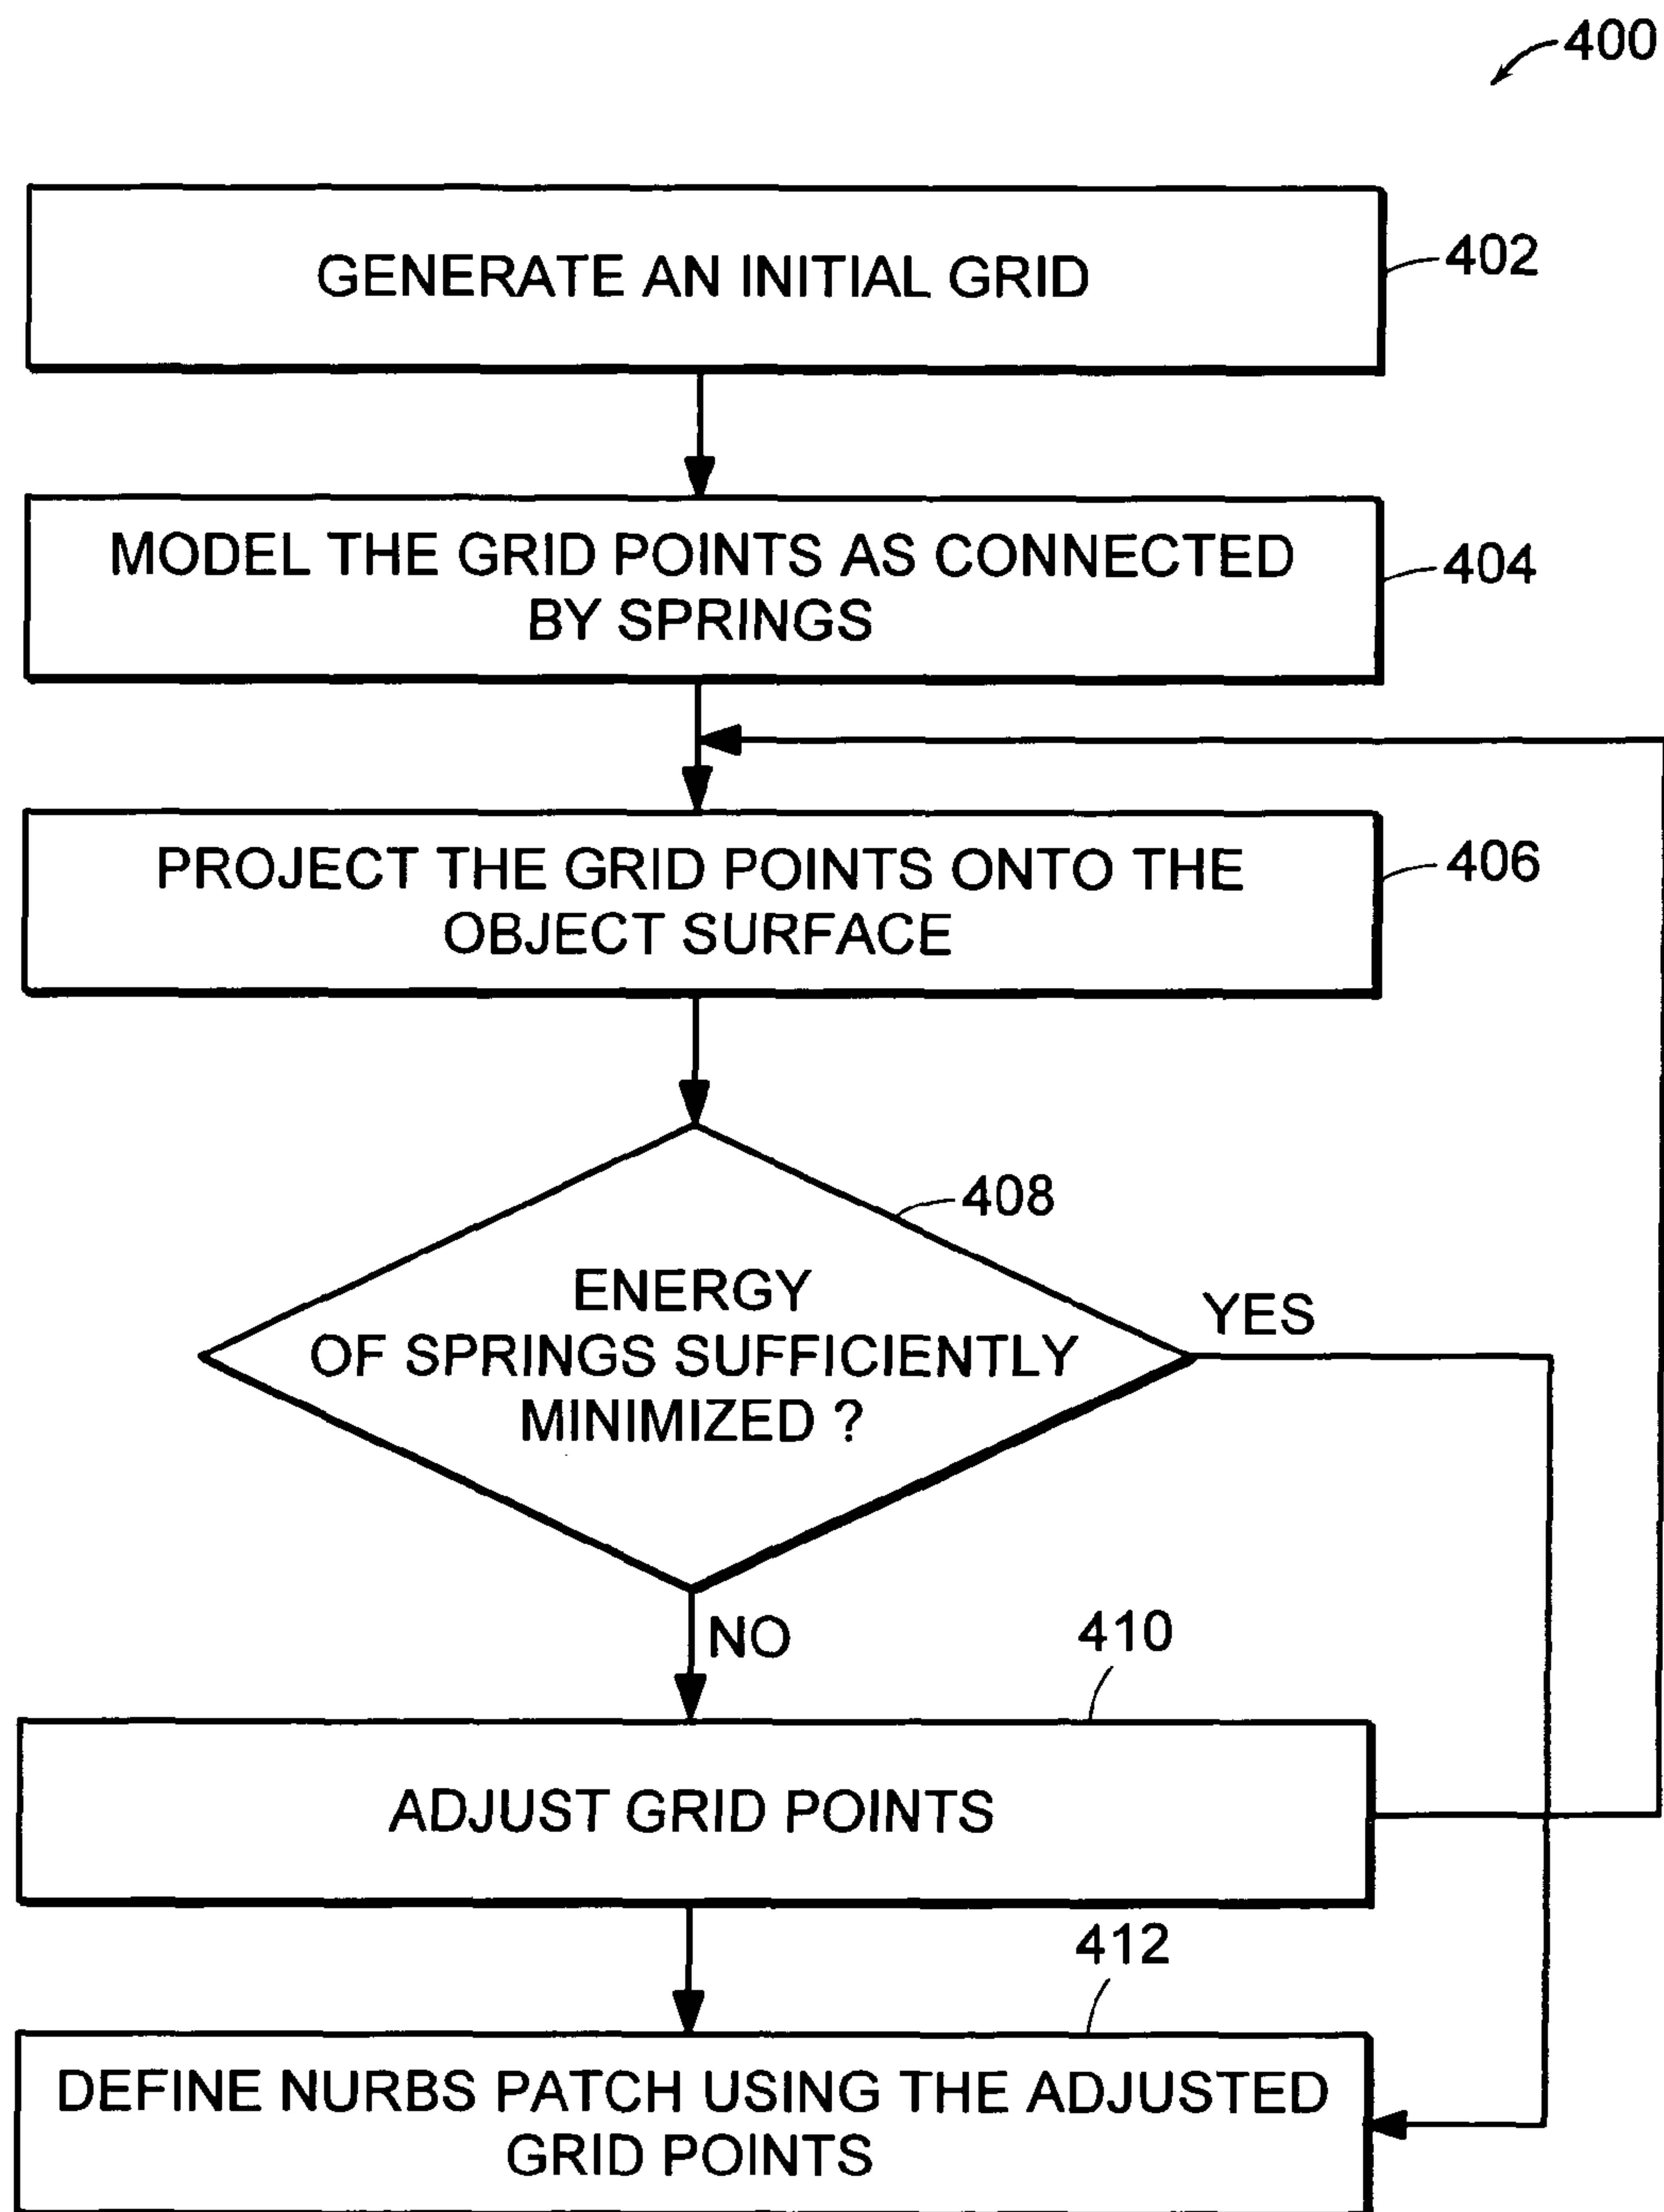 400
GENERATE AN INITIAL GRID
402
MODEL THE GRID POINTS AS CONNECTED
BY SPRINGS
404
PROJECT THE GRID POINTS ONTO THE
OBJECT SURFACE
406
408
ENERGY
OF SPRINGS SUFFICIENTLY
MINIMIZED ?
YES
NO
410
ADJUST GRID POINTS
412
DEFINE NURBS PATCH USING THE ADJUSTED
GRID POINTS